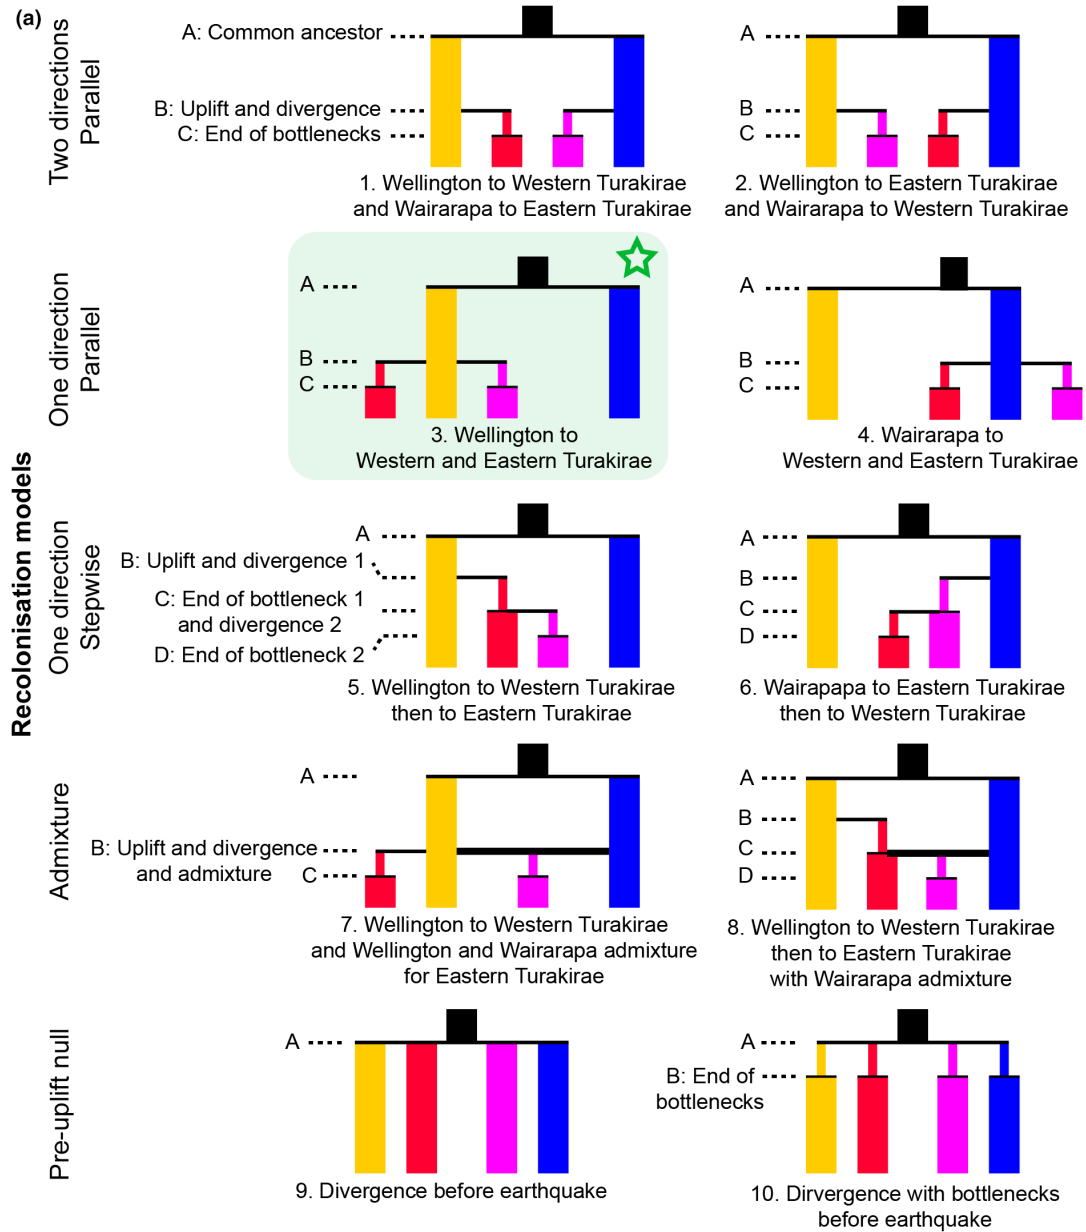 (a)
Recolonisation models
Two directions
Parallel
A: Common ancestor
B: Uplift and divergence
C: End of bottlenecks
1. Wellington to Western Turakirae
and Wairarapa to Eastern Turakirae
A
B
C
2. Wellington to Eastern Turakirae
and Wairarapa to Western Turakirae
One direction
Parallel
A
B
C
3. Wellington to
Western and Eastern Turakirae
A
B
C
4. Wairarapa to
Western and Eastern Turakirae
One direction
Stepwise
A
B: Uplift and divergence 1
C: End of bottleneck 1
and divergence 2
D: End of bottleneck 2
5. Wellington to Western Turakirae
then to Eastern Turakirae
A
B
C
D
6. Wairapapa to Eastern Turakirae
then to Western Turakirae
Admixture
A
B: Uplift and divergence
and admixture
C
7. Wellington to Western Turakirae
and Wellington and Wairarapa admixture
for Eastern Turakirae
A
B
C
D
8. Wellington to Western Turakirae
then to Eastern Turakirae
with Wairarapa admixture
Pre-uplift null
A
9. Divergence before earthquake
A
B: End of
bottlenecks
10. Dirvergence with bottlenecks
before earthquake